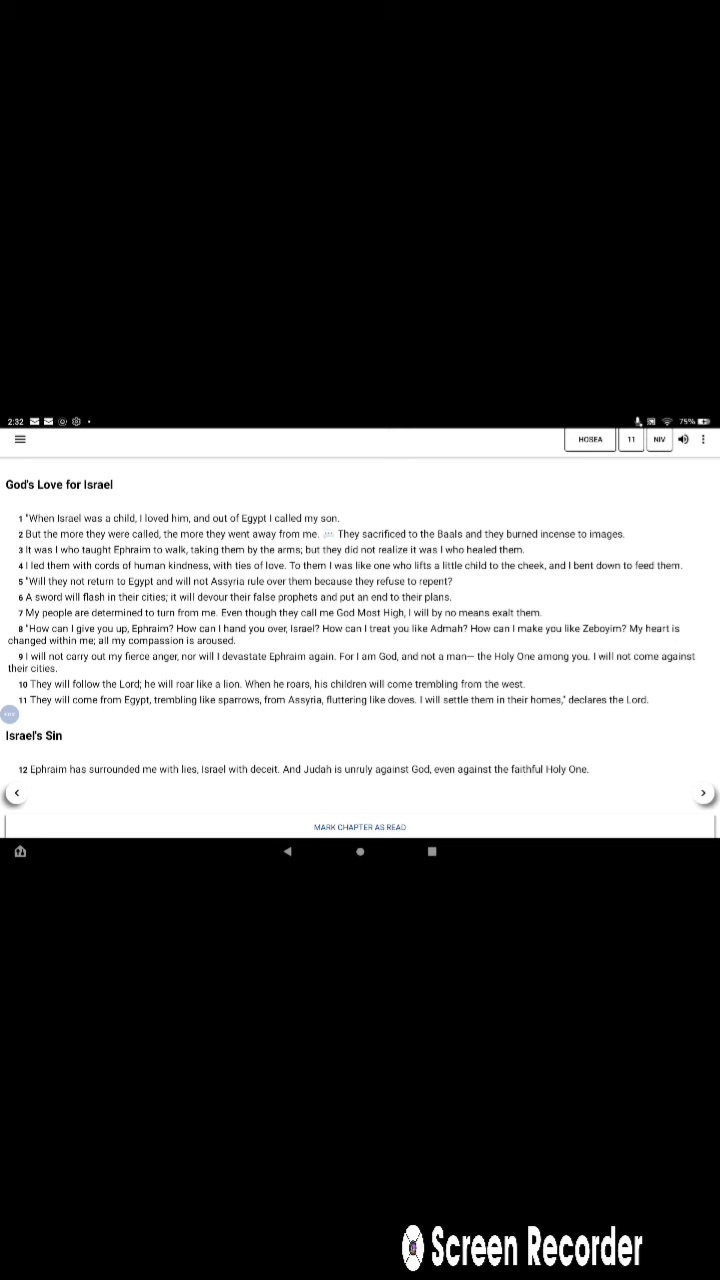 2:32 75%
HOSEA 11 NIV
God's Love for Israel
1 "When Israel was a child, I loved him, and out of Egypt I called my son.
2 But the more they were called, the more they went away from me. They sacrificed to the Baals and they burned incense to images.
3 It was I who taught Ephraim to walk, taking them by the arms; but they did not realize it was I who healed them.
4 I led them with cords of human kindness, with ties of love. To them I was like one who lifts a little child to the cheek, and I bent down to feed them.
5 "Will they not return to Egypt and will not Assyria rule over them because they refuse to repent?
6 A sword will flash in their cities; it will devour their false prophets and put an end to their plans.
7 My people are determined to turn from me. Even though they call me God Most High, I will by no means exalt them.
8 "How can I give you up, Ephraim? How can I hand you over, Israel? How can I treat you like Admah? How can I make you like Zeboyim? My heart is
changed within me; all my compassion is aroused.
9 I will not carry out my fierce anger, nor will I devastate Ephraim again. For I am God, and not a man— the Holy One among you. I will not come against
their cities.
10 They will follow the Lord; he will roar like a lion. When he roars, his children will come trembling from the west.
11 They will come from Egypt, trembling like sparrows, from Assyria, fluttering like doves. I will settle them in their homes," declares the Lord.
Israel's Sin
12 Ephraim has surrounded me with lies, Israel with deceit. And Judah is unruly against God, even against the faithful Holy One.
MARK CHAPTER AS READ
Screen Recorder